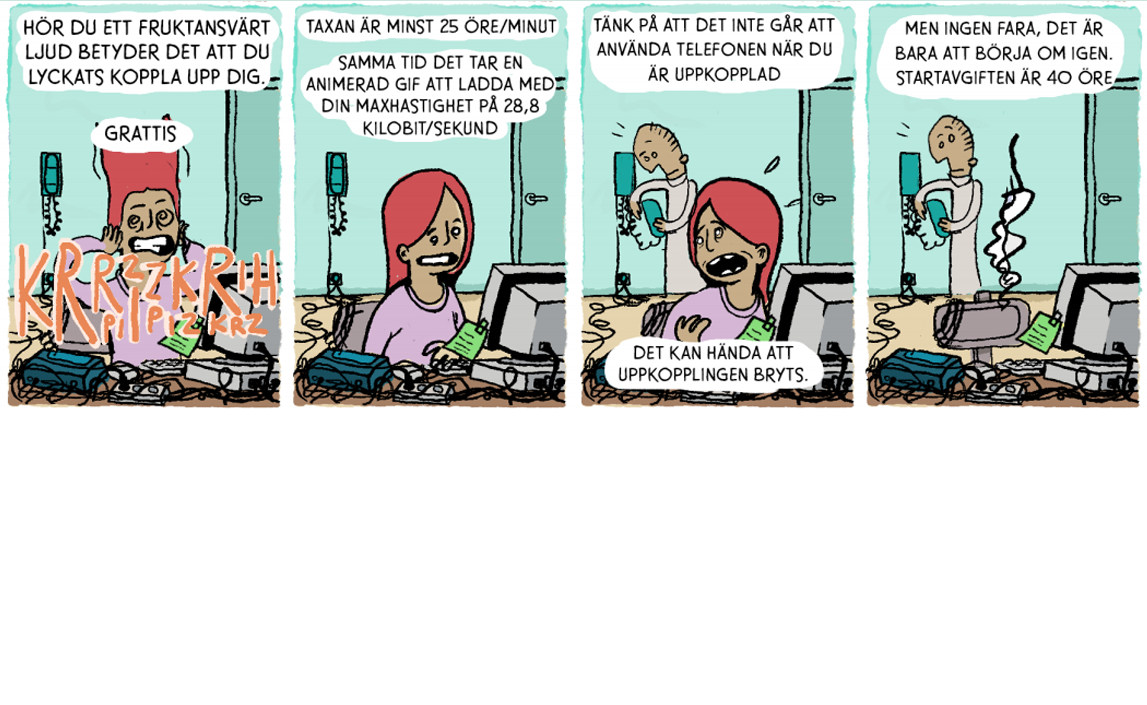 HÖR DU ETT FRUKTANSVÄRT
LJUD BETYDER DET ATT DU
LYCKATS KOPPLA UPP DIG.
GRATTIS
KRRRZZKRIH
PIIPIZ KRZ
TAXAN ÄR MINST 25 ÖRE/MINUT
SAMMA TID DET TAR EN
ANIMERAD GIF ATT LADDA MED
DIN MAXHASTIGHET PÅ 28,8
KILOBIT/SEKUND
TÄNK PÅ ATT DET INTE GÅR ATT
ANVÄNDA TELEFONEN NÄR DU
ÄR UPPKOPPLAD
DET KAN HÄNDA ATT
UPPKOPPLINGEN BRYTS.
MEN INGEN FARA, DET ÄR
BARA ATT BÖRJA OM IGEN.
STARTAVGIFTEN ÄR 40 ÖRE